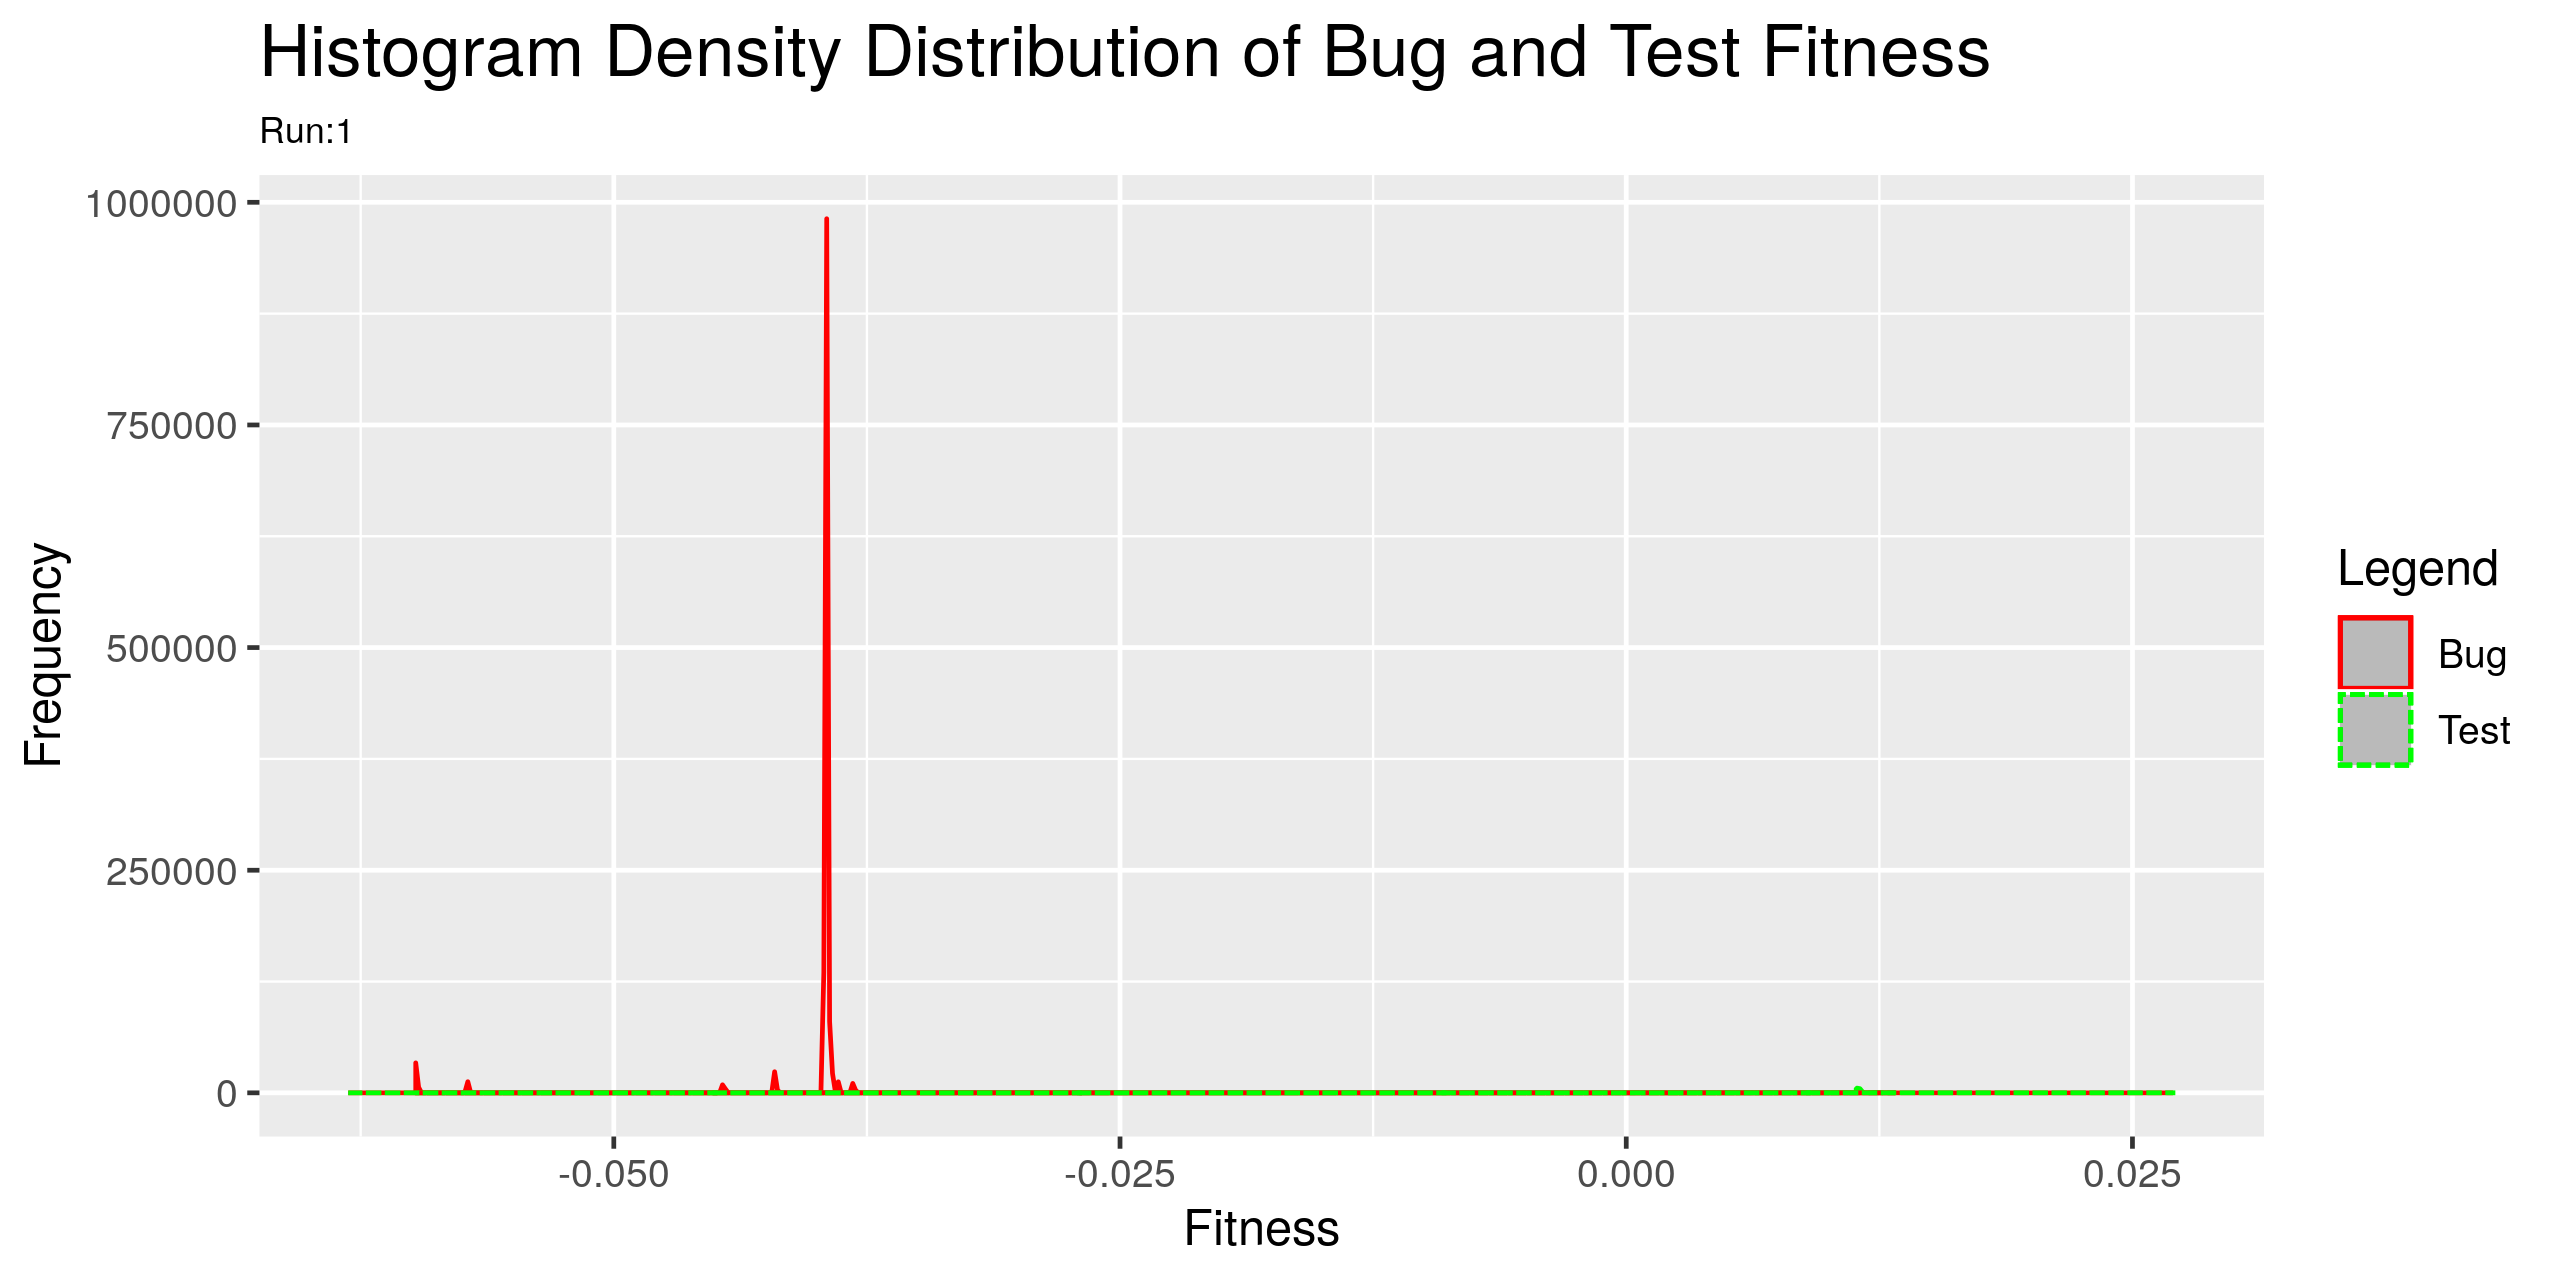 Histogram Density Distribution of Bug and Test Fitness
Run:1
1000000
750000
500000
250000
0
Frequency
-0.050
-0.025
0.000
0.025
Fitness
Legend
Bug
Test